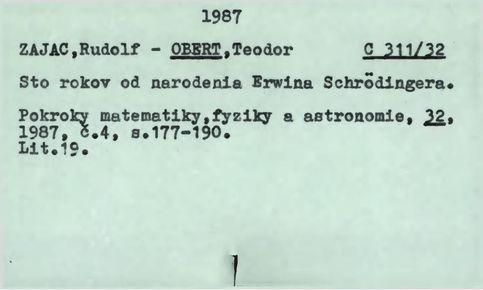 1987
ZAJAC,Rudolf - OBERT,Teodor C 311/32
Sto rokov od narodenia Erwina Schrödingera.
Pokroky matematiky,fyziky a astronomie, 32,
1987, č.4, s.177-190.
Lit.19.